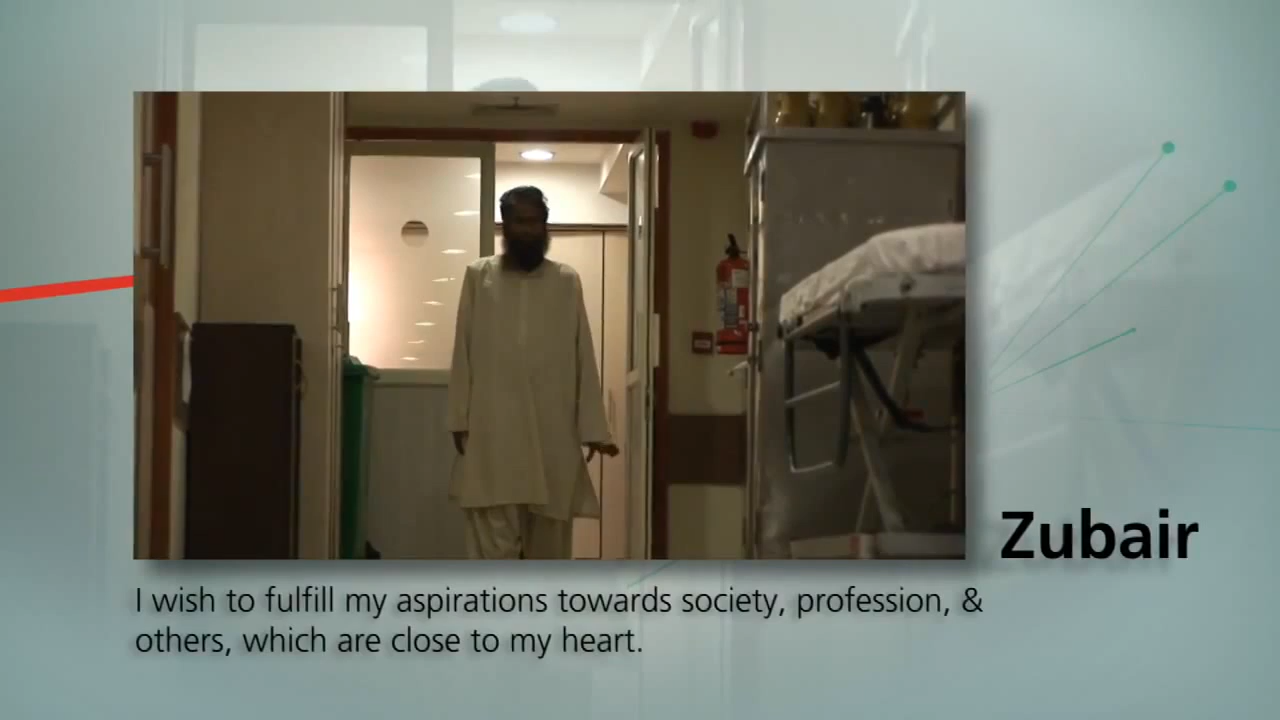 Zubair
I wish to fulfill my aspirations towards society, profession, &
others, which are close to my heart.